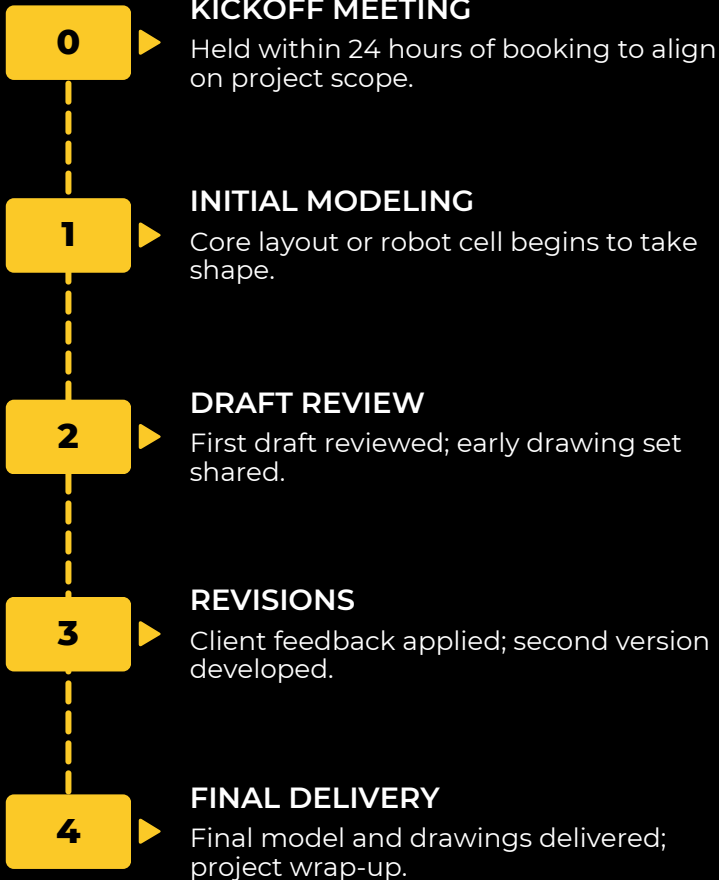 0
KICKOFF MEETING
Held within 24 hours of booking to align
on project scope.
1
INITIAL MODELING
Core layout or robot cell begins to take
shape.
2
DRAFT REVIEW
First draft reviewed; early drawing set
shared.
3
REVISIONS
Client feedback applied; second version
developed.
4
FINAL DELIVERY
Final model and drawings delivered;
project wrap-up.